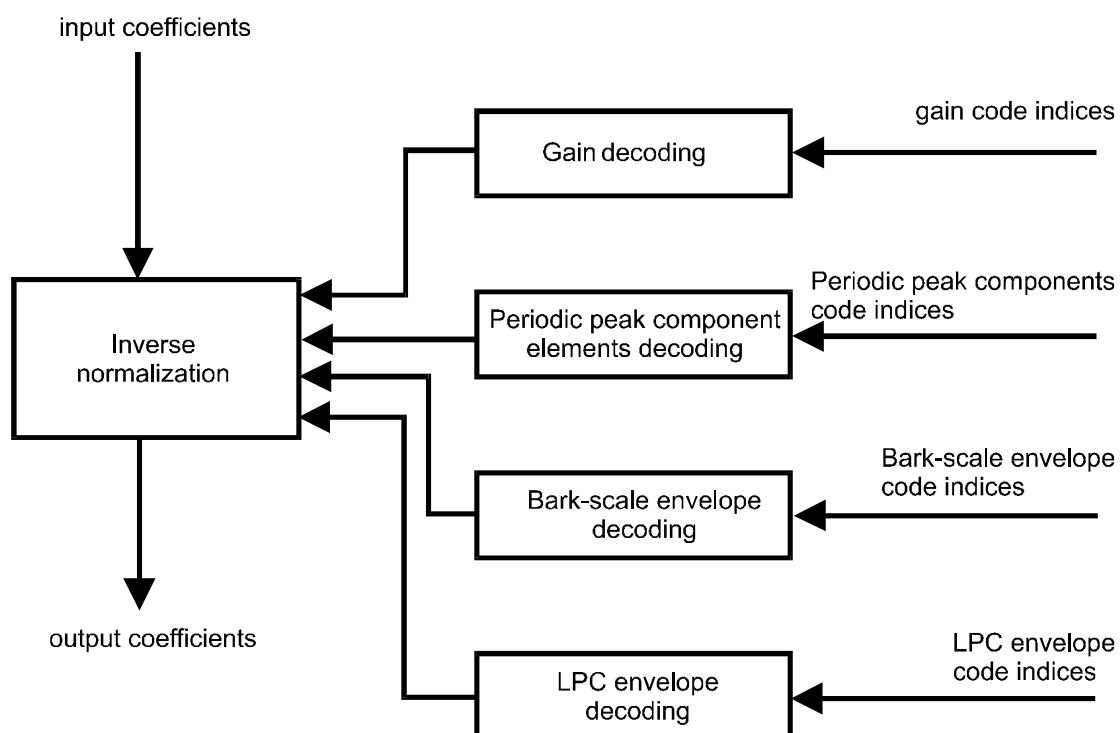 input coefficients
gain code indices
Gain decoding
Periodic peak components
code indices
Periodic peak component
elements decoding
Inverse
normalization
Bark-scale envelope
code indices
Bark-scale envelope
decoding
output coefficients
LPC envelope
code indices
LPC envelope
decoding